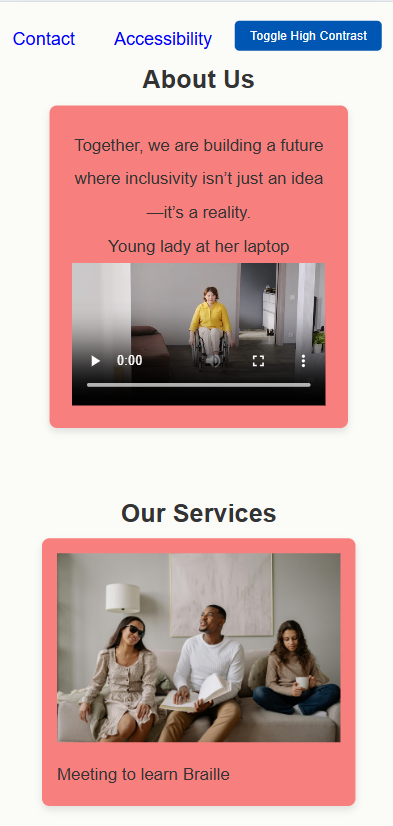 Contact Accessibility Toggle High Contrast
About Us
Together, we are building a future
where inclusivity isn’t just an idea
—it’s a reality.
Young lady at her laptop
0:00
Our Services
Meeting to learn Braille